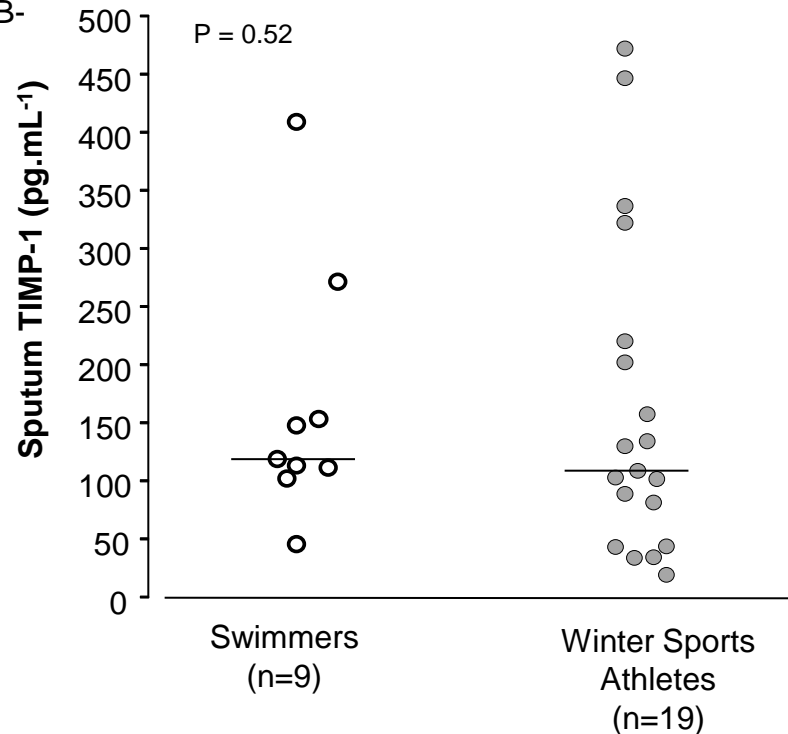 B-
P = 0.52
Sputum TIMP-1 (pg.mL⁻¹)
500
450
400
350
300
250
200
150
100
50
0
Swimmers
(n=9)
Winter Sports
Athletes
(n=19)